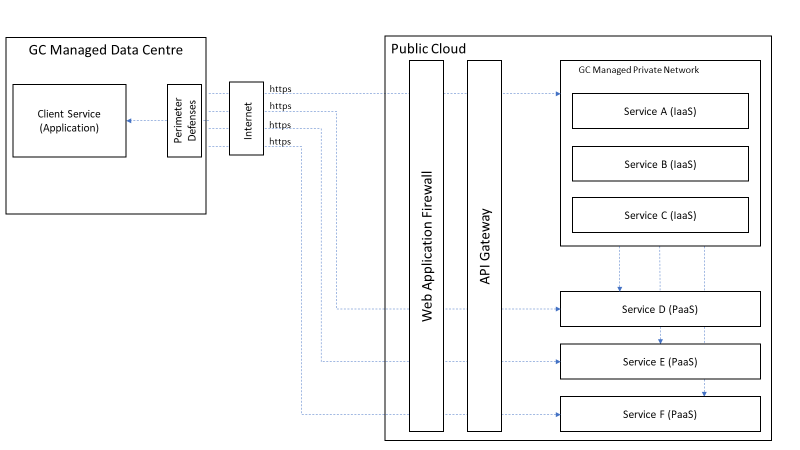 GC Managed Data Centre
Client Service
(Application)
Perimeter
Defenses
Internet
https
https
https
https
Public Cloud
Web Application Firewall
API Gateway
GC Managed Private Network
Service A (IaaS)
Service B (IaaS)
Service C (IaaS)
Service D (PaaS)
Service E (PaaS)
Service F (PaaS)